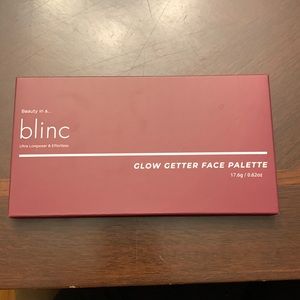 Beauty in a...
blinc
Ultra Longwear & Effortless
GLOW GETTER FACE PALETTE
17.6g / 0.62oz